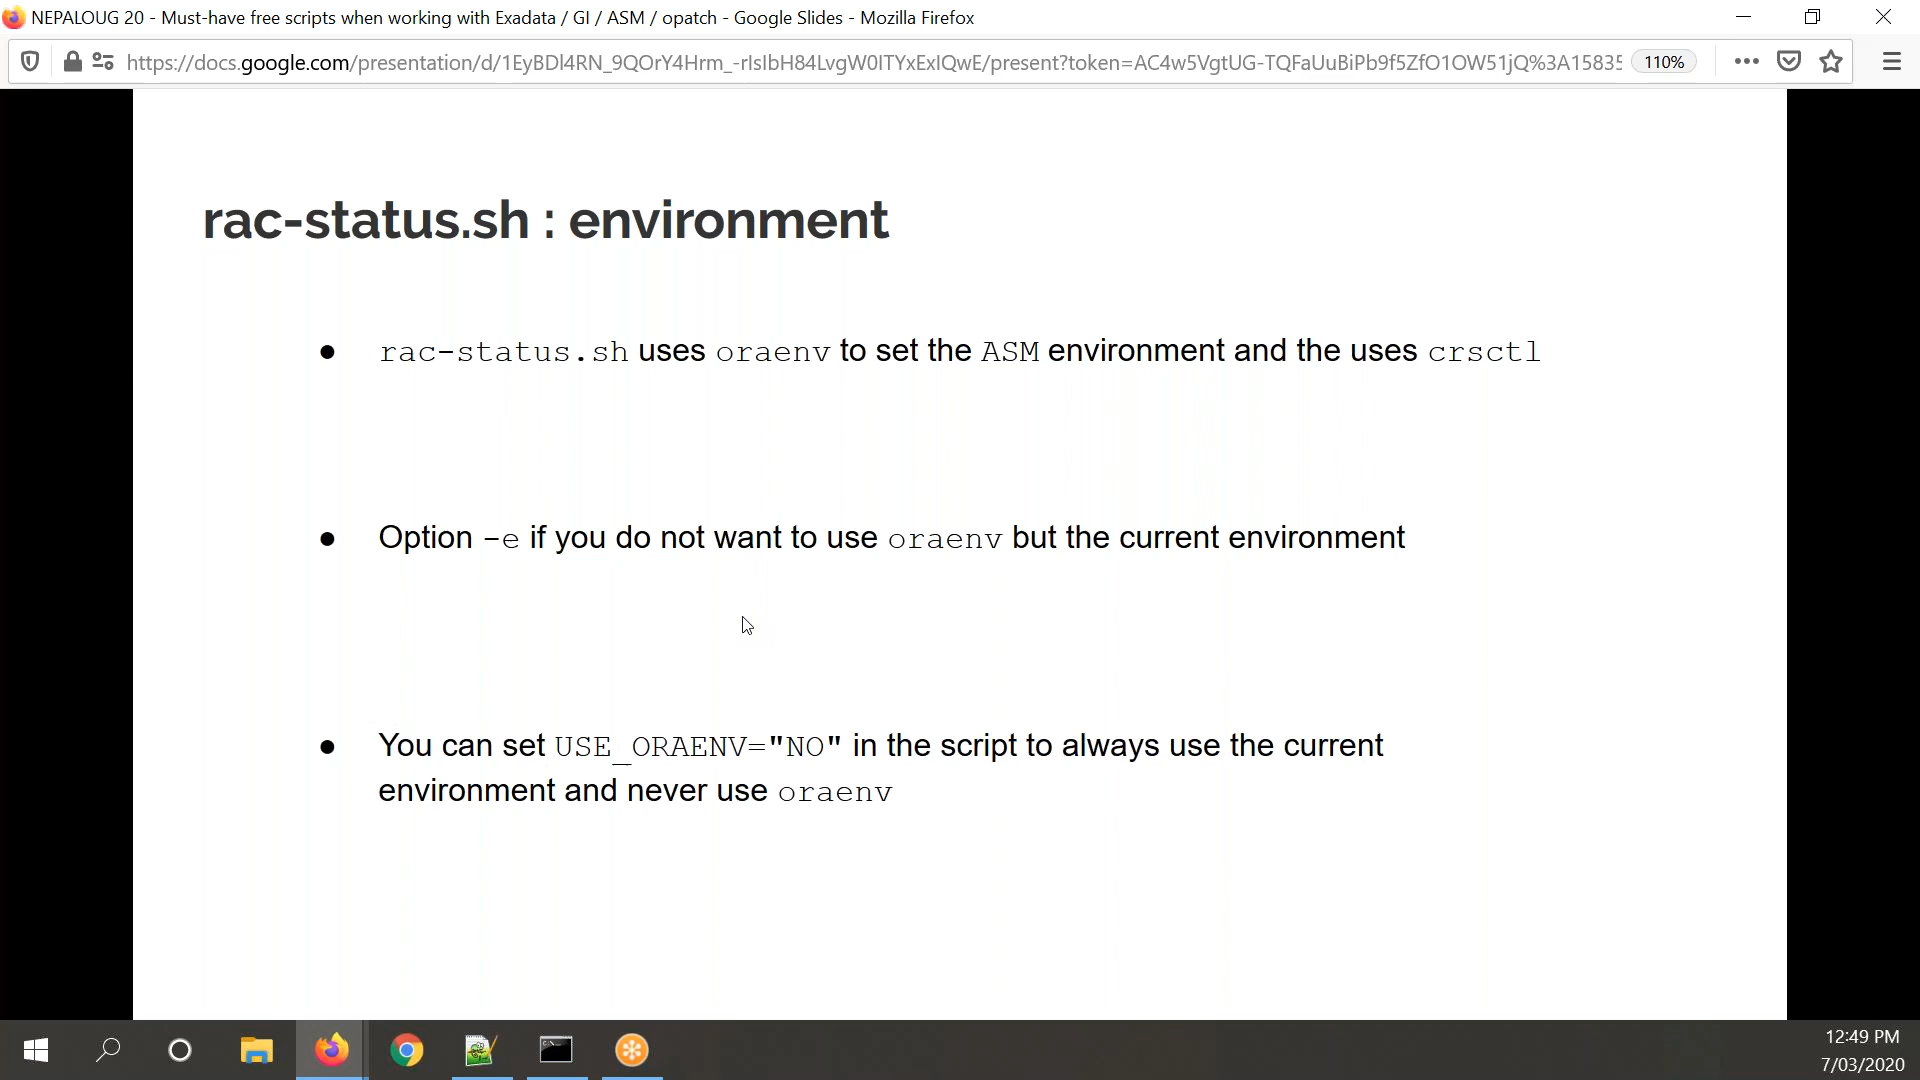 NEPALOUG 20 - Must-have free scripts when working with Exadata / GI / ASM / opatch - Google Slides - Mozilla Firefox
https://docs.google.com/presentation/d/1EyBDl4RN_9QOrY4Hrm_-rIsIbH84LvgW0ITYxExIQwE/present?token=AC4w5VgtUG-TQFaUuBiPb9f5ZfO1OW51jQ%3A15835 110%
rac-status.sh : environment
● rac-status.sh uses oraenv to set the ASM environment and the uses crsctl
● Option -e if you do not want to use oraenv but the current environment
● You can set USE_ORAENV="NO" in the script to always use the current
environment and never use oraenv
12:49 PM
7/03/2020